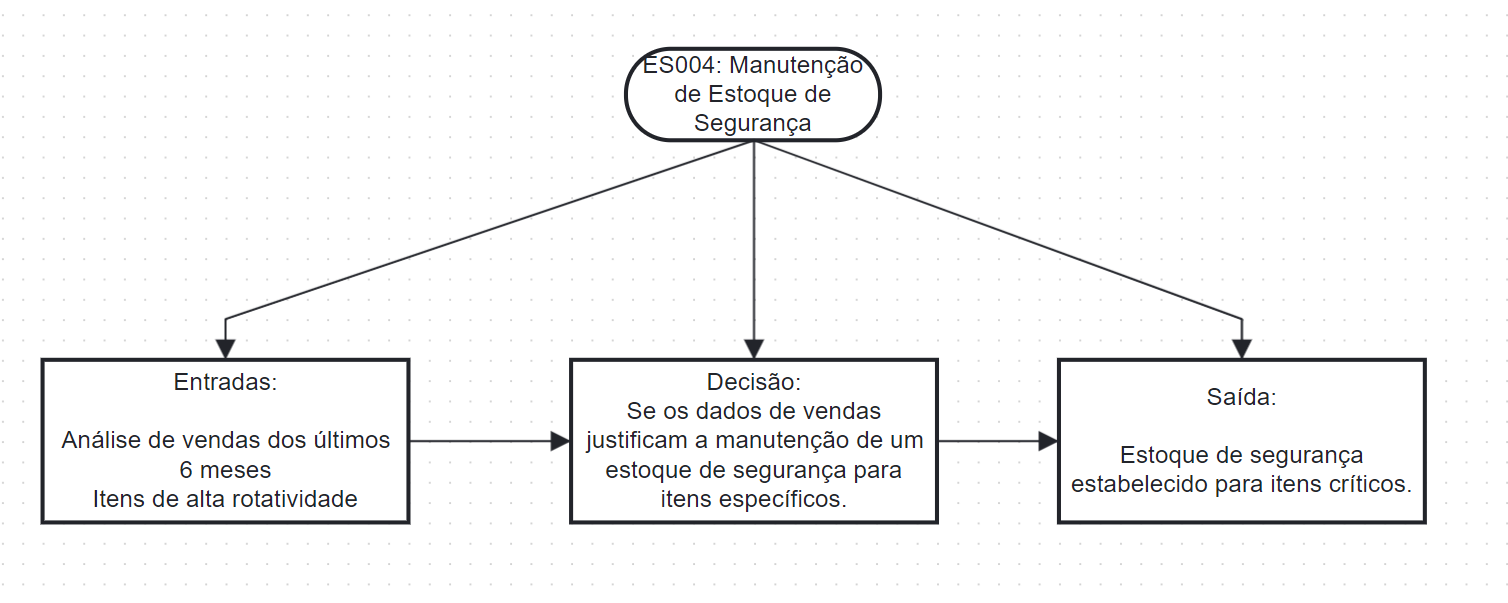 ES004: Manutenção
de Estoque de
Segurança
Entradas:
Análise de vendas dos últimos
6 meses
Itens de alta rotatividade
Decisão:
Se os dados de vendas
justificam a manutenção de um
estoque de segurança para
itens específicos.
Saída:
Estoque de segurança
estabelecido para itens críticos.